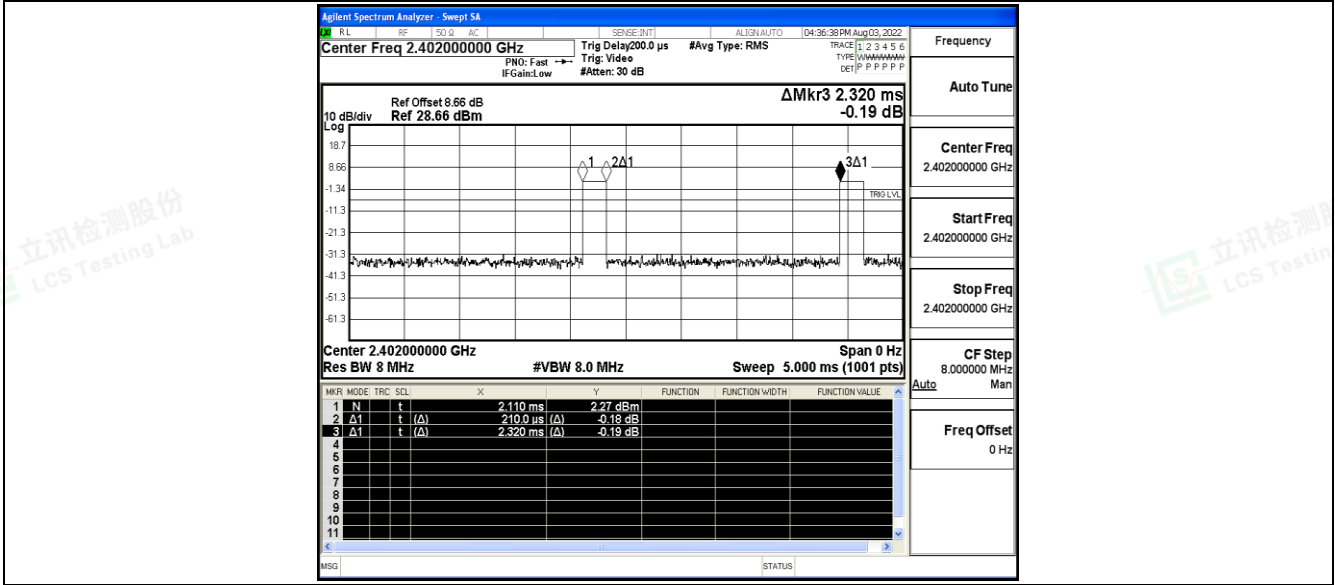 Agilent Spectrum Analyzer - Swept SA
RL RF 50 Ω AC SENSE:INT ALIGN AUTO 04:36:38 PM Aug 03, 2022
Center Freq 2.402000000 GHz
PNO: Fast
IFGain:Low
Trig Delay200.0 µs
Trig: Video
#Atten: 30 dB
#Avg Type: RMS
TRACE 1 2 3 4 5 6
TYPE
DET P P P P P P
Frequency
Auto Tune
ΔMkr3 2.320 ms
-0.19 dB
Ref Offset 8.66 dB
10 dB/div Ref 28.66 dBm
Log
18.7
8.66
-1.34
-11.3
-21.3
-31.3
-41.3
-51.3
-61.3
1
2Δ1
3Δ1
TRIG LVL
Center 2.402000000 GHz Span 0 Hz
Res BW 8 MHz #VBW 8.0 MHz Sweep 5.000 ms (1001 pts)
Center Freq
2.402000000 GHz
Start Freq
2.402000000 GHz
Stop Freq
2.402000000 GHz
CF Step
8.000000 MHz
Auto Man
Freq Offset
0 Hz
MKR MODE TRC SCL X Y FUNCTION FUNCTION WIDTH FUNCTION VALUE
1 N t 2.110 ms 2.27 dBm
2 Δ1 t (Δ) 210.0 µs (Δ) -0.18 dB
3 Δ1 t (Δ) 2.320 ms (Δ) -0.19 dB
4
5
6
7
8
9
10
11
MSG STATUS
立讯检测股份
LCS Testing Lab
立讯检测
LCS Testin